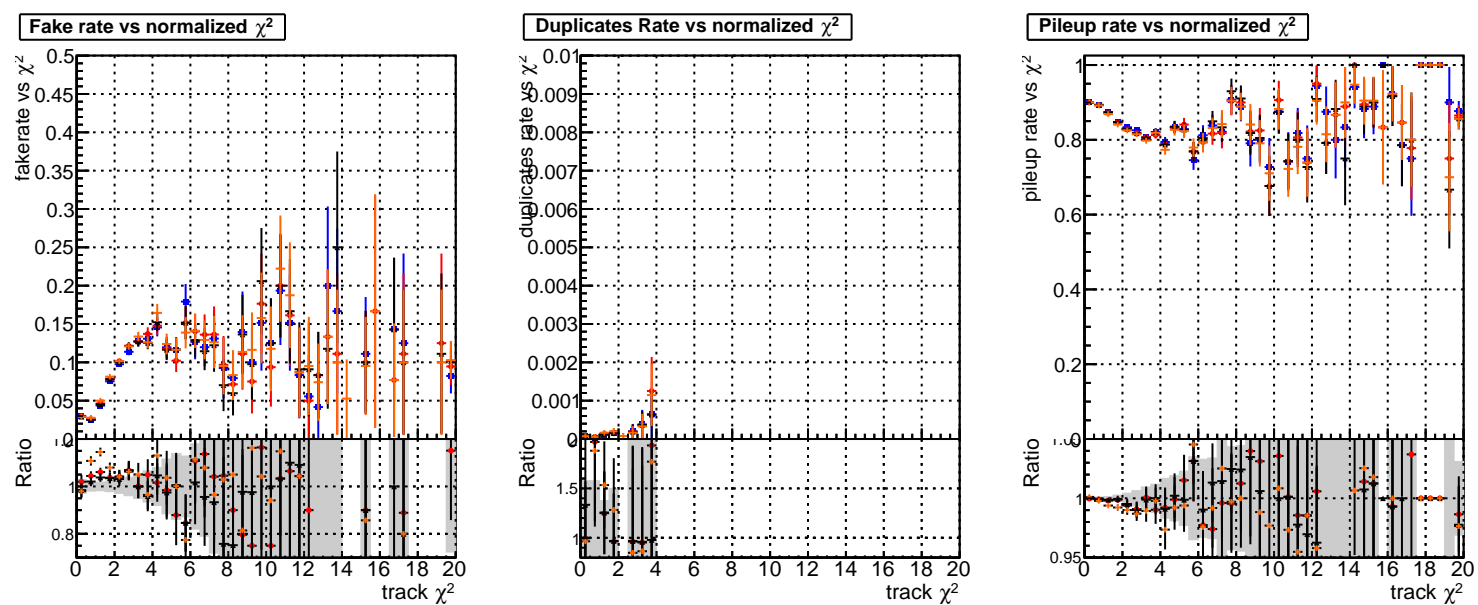 Fake rate vs normalized χ²
fakerate vs χ²
0.5
0.45
0.4
0.35
0.3
0.25
0.2
0.15
0.1
0.05
0
Ratio
1
0.8
0 2 4 6 8 10 12 14 16 18 20
track χ²
Duplicates Rate vs normalized χ²
duplicates rate vs χ²
0.01
0.009
0.008
0.007
0.006
0.005
0.004
0.003
0.002
0.001
0
Ratio
1.5
1
0 2 4 6 8 10 12 14 16 18 20
track χ²
Pileup rate vs normalized χ²
pileup rate vs χ²
1
0.8
0.6
0.4
0.2
0
Ratio
1
0.95
0 2 4 6 8 10 12 14 16 18 20
track χ²